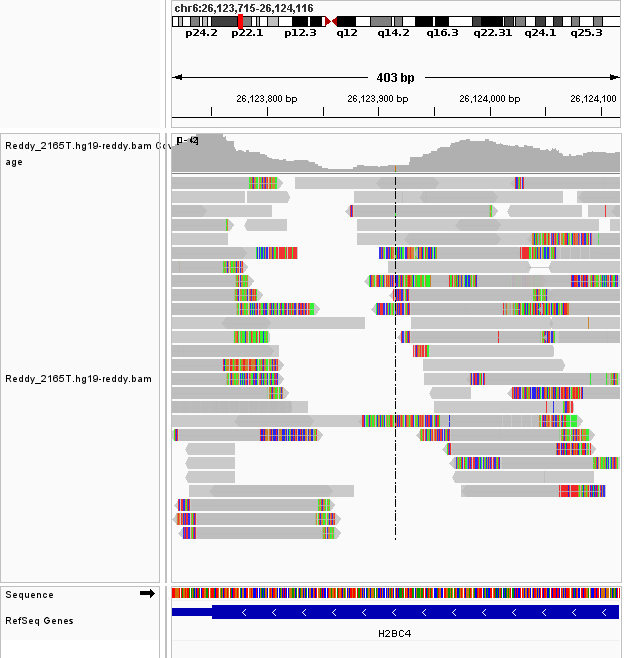 chr6:26,123,715-26,124,116
p24.2 p22.1 p12.3 q12 q14.2 q16.3 q22.31 q24.1 q25.3
403 bp
26,123,800 bp 26,123,900 bp 26,124,000 bp 26,124,100
Reddy_2165T.hg19-reddy.bam Cov
age
Reddy_2165T.hg19-reddy.bam
Sequence
RefSeq Genes
H2BC4